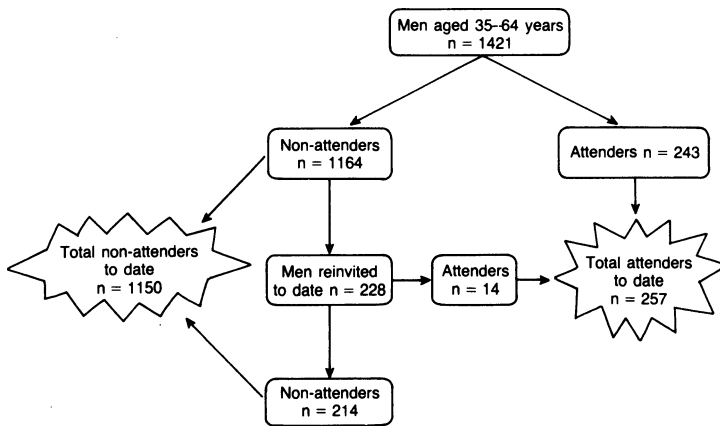 Men aged 35--64 years
n = 1421
Non-attenders
n = 1164
Attenders n = 243
Total non-attenders
to date
n = 1150
Men reinvited
to date n = 228
Attenders
n = 14
Total attenders
to date
n = 257
Non-attenders
n = 214